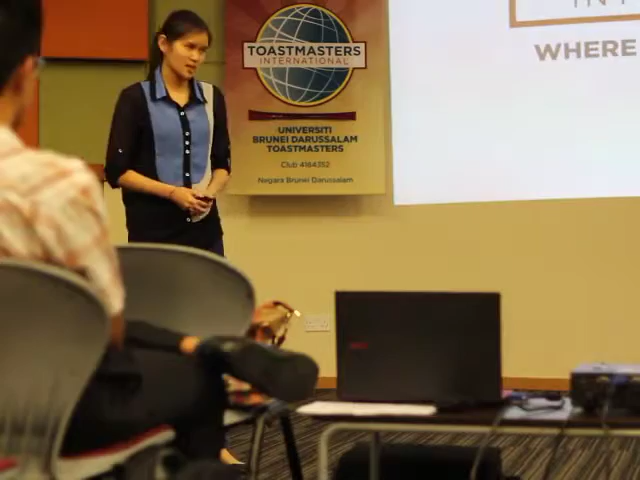 TOASTMASTERS
INTERNATIONAL
UNIVERSITI
BRUNEI DARUSSALAM
TOASTMASTERS
Club 4164352
Negara Brunei Darussalam
WHERE